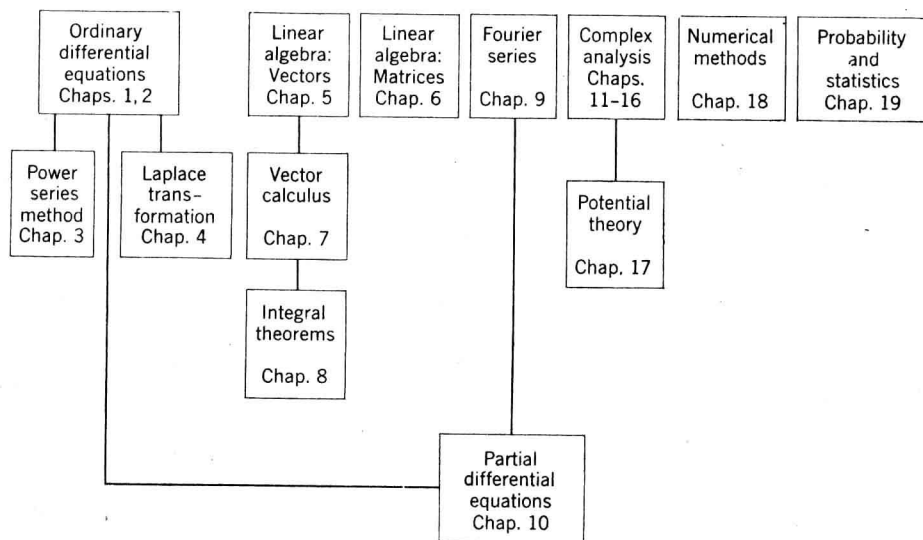 Ordinary
differential
equations
Chaps. 1, 2
Linear
algebra:
Vectors
Chap. 5
Linear
algebra:
Matrices
Chap. 6
Fourier
series
Chap. 9
Complex
analysis
Chaps.
11-16
Numerical
methods
Chap. 18
Probability
and
statistics
Chap. 19
Power
series
method
Chap. 3
Laplace
trans-
formation
Chap. 4
Vector
calculus
Chap. 7
Potential
theory
Chap. 17
Integral
theorems
Chap. 8
Partial
differential
equations
Chap. 10